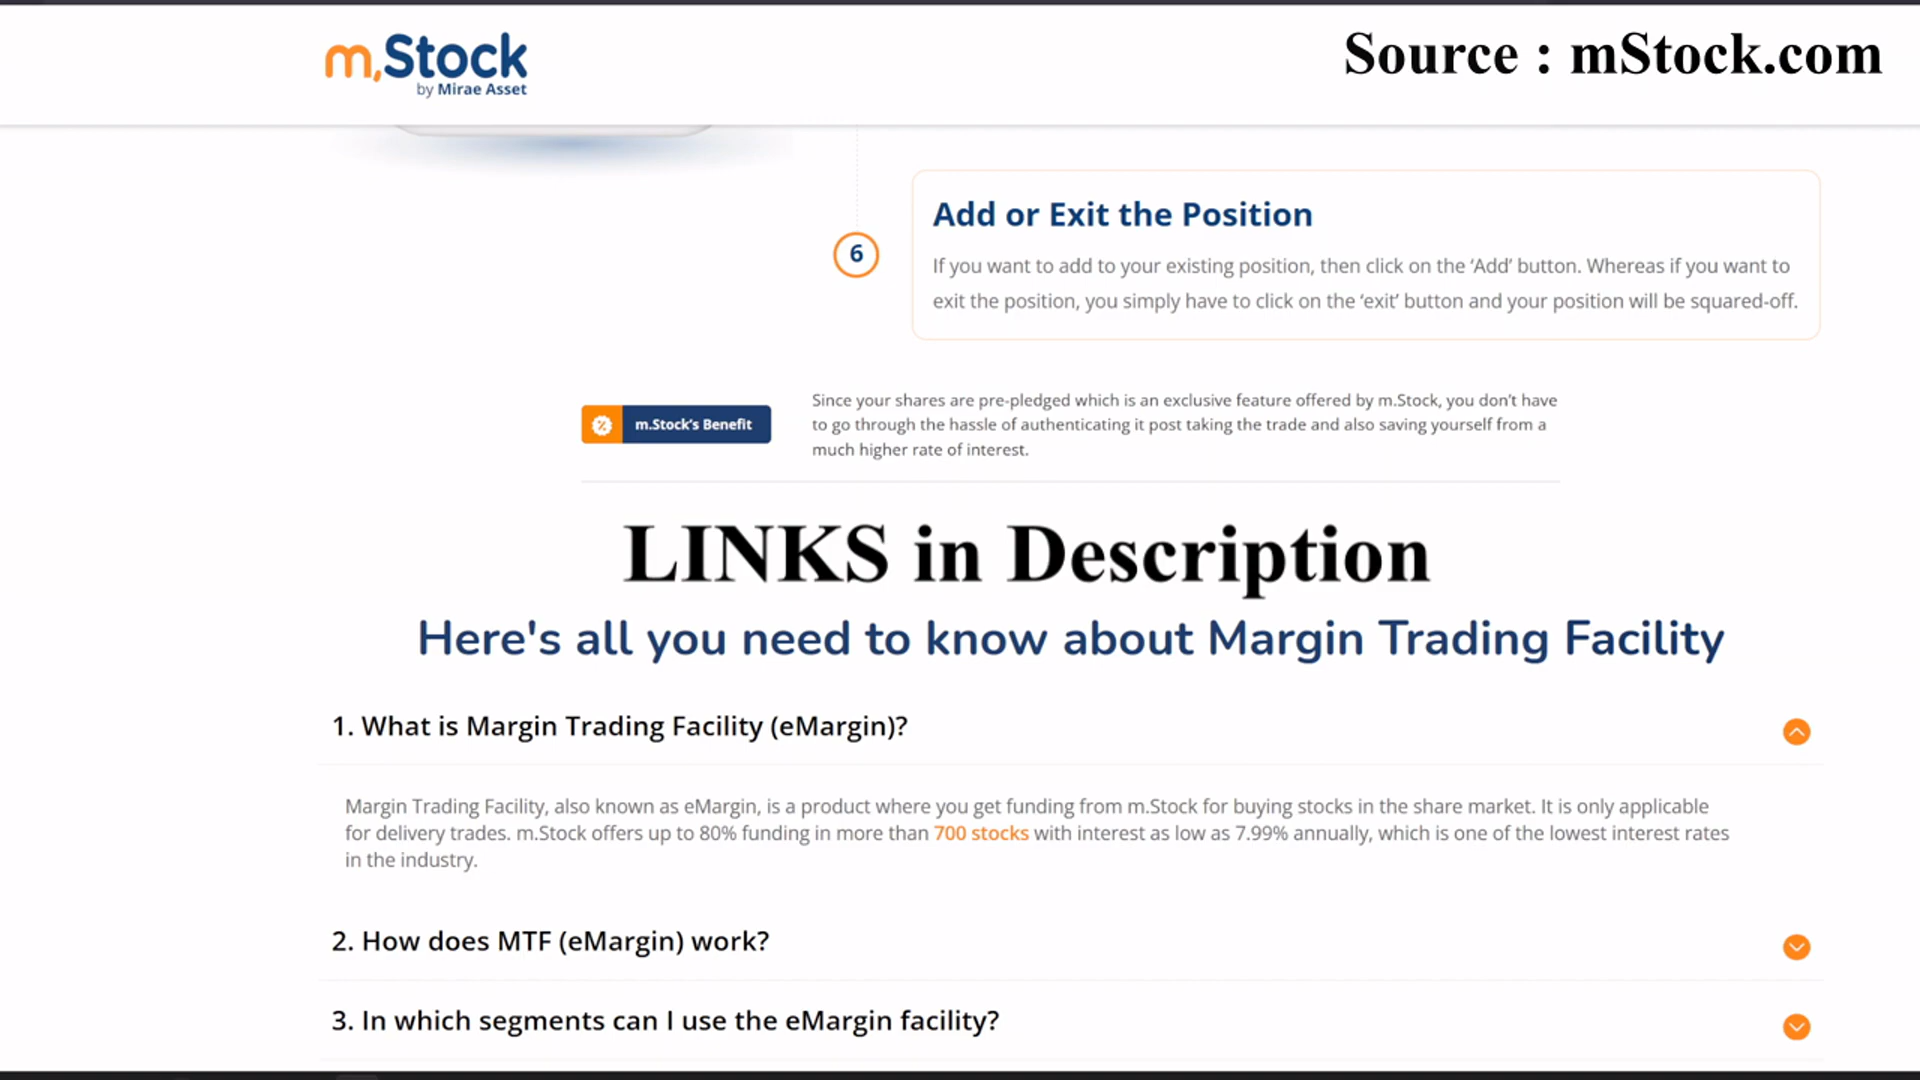 m.Stock
by Mirae Asset
Source : mStock.com
6
Add or Exit the Position
If you want to add to your existing position, then click on the ‘Add’ button. Whereas if you want to
exit the position, you simply have to click on the ‘exit’ button and your position will be squared-off.
m.Stock's Benefit
Since your shares are pre-pledged which is an exclusive feature offered by m.Stock, you don’t have
to go through the hassle of authenticating it post taking the trade and also saving yourself from a
much higher rate of interest.
LINKS in Description
Here's all you need to know about Margin Trading Facility
1. What is Margin Trading Facility (eMargin)?
Margin Trading Facility, also known as eMargin, is a product where you get funding from m.Stock for buying stocks in the share market. It is only applicable
for delivery trades. m.Stock offers up to 80% funding in more than 700 stocks with interest as low as 7.99% annually, which is one of the lowest interest rates
in the industry.
2. How does MTF (eMargin) work?
3. In which segments can I use the eMargin facility?